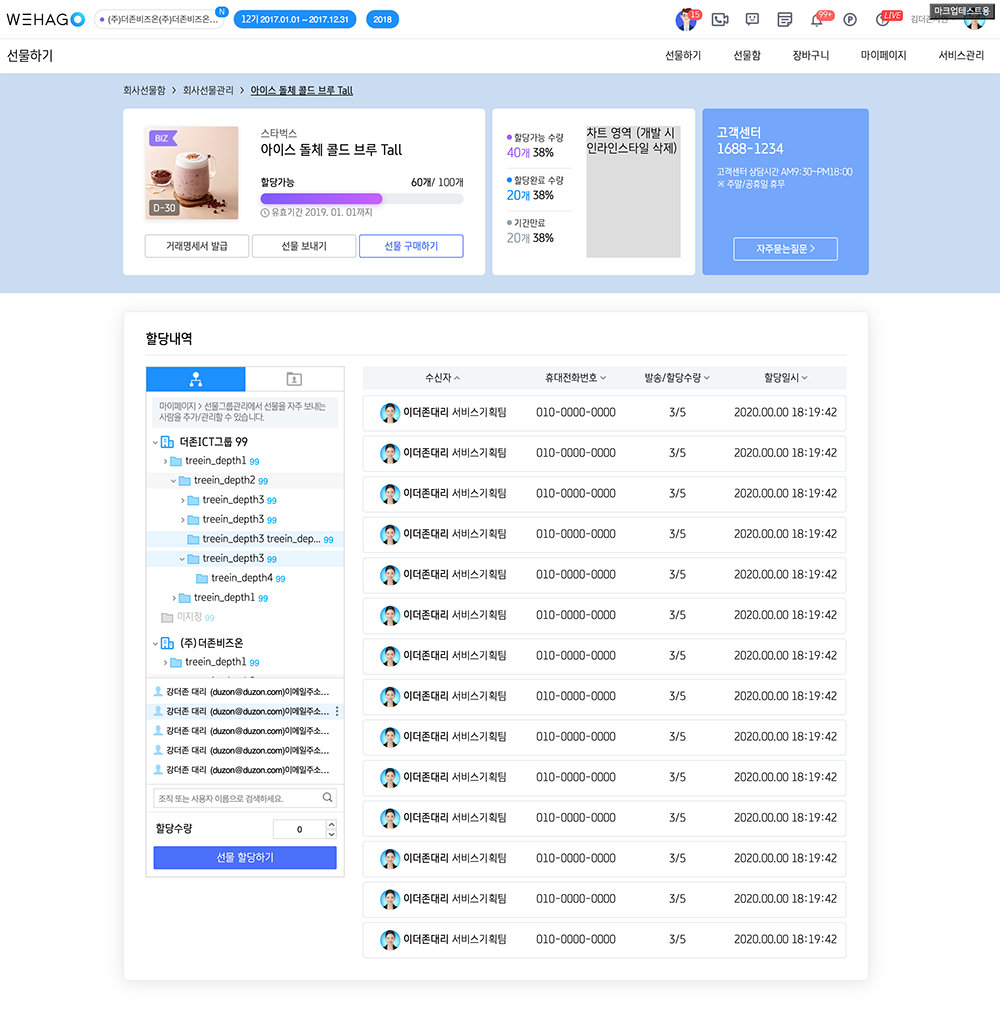 WEHAGO
(주)더존비즈온(주)더존비즈온...
N
12기 2017.01.01 ~ 2017.12.31
2018
15
99+
LIVE
마크업테스트용
선물하기
선물하기
선물함
장바구니
마이페이지
서비스관리
회사선물함 > 회사선물관리 > 아이스 돌체 콜드 브루 Tall
BIZ
D-30
스타벅스
아이스 돌체 콜드 브루 Tall
할당가능
60개/ 100개
유효기간 2019. 01. 01까지
거래명세서 발급
선물 보내기
선물 구매하기
할당가능 수량
40개 38%
할당완료 수량
20개 38%
기간만료
20개 38%
차트 영역 (개발 시
인라인스타일 삭제)
고객센터
1688-1234
고객센터 상담시간 AM9:30~PM18:00
※ 주말/공휴일 휴무
자주묻는질문 >
할당내역
마이페이지 > 선물그룹관리에서 선물을 자주 보내는
사람을 추가/관리할 수 있습니다.
더존ICT그룹 99
treein_depth1 99
treein_depth2 99
treein_depth3 99
treein_depth3 99
treein_depth3 treein_dep... 99
treein_depth3 99
treein_depth4 99
treein_depth1 99
미지정 99
(주)더존비즈온
treein_depth1 99
강더존 대리 (duzon@duzon.com)이메일주소...
강더존 대리 (duzon@duzon.com)이메일주소...
강더존 대리 (duzon@duzon.com)이메일주소...
강더존 대리 (duzon@duzon.com)이메일주소...
강더존 대리 (duzon@duzon.com)이메일주소...
조직 또는 사용자 이름으로 검색하세요.
할당수량
0
선물 할당하기
수신자 휴대전화번호 발송/할당수량 할당일시
이더존대리 서비스기획팀 010-0000-0000 3/5 2020.00.00 18:19:42
이더존대리 서비스기획팀 010-0000-0000 3/5 2020.00.00 18:19:42
이더존대리 서비스기획팀 010-0000-0000 3/5 2020.00.00 18:19:42
이더존대리 서비스기획팀 010-0000-0000 3/5 2020.00.00 18:19:42
이더존대리 서비스기획팀 010-0000-0000 3/5 2020.00.00 18:19:42
이더존대리 서비스기획팀 010-0000-0000 3/5 2020.00.00 18:19:42
이더존대리 서비스기획팀 010-0000-0000 3/5 2020.00.00 18:19:42
이더존대리 서비스기획팀 010-0000-0000 3/5 2020.00.00 18:19:42
이더존대리 서비스기획팀 010-0000-0000 3/5 2020.00.00 18:19:42
이더존대리 서비스기획팀 010-0000-0000 3/5 2020.00.00 18:19:42
이더존대리 서비스기획팀 010-0000-0000 3/5 2020.00.00 18:19:42
이더존대리 서비스기획팀 010-0000-0000 3/5 2020.00.00 18:19:42
이더존대리 서비스기획팀 010-0000-0000 3/5 2020.00.00 18:19:42
이더존대리 서비스기획팀 010-0000-0000 3/5 2020.00.00 18:19:42